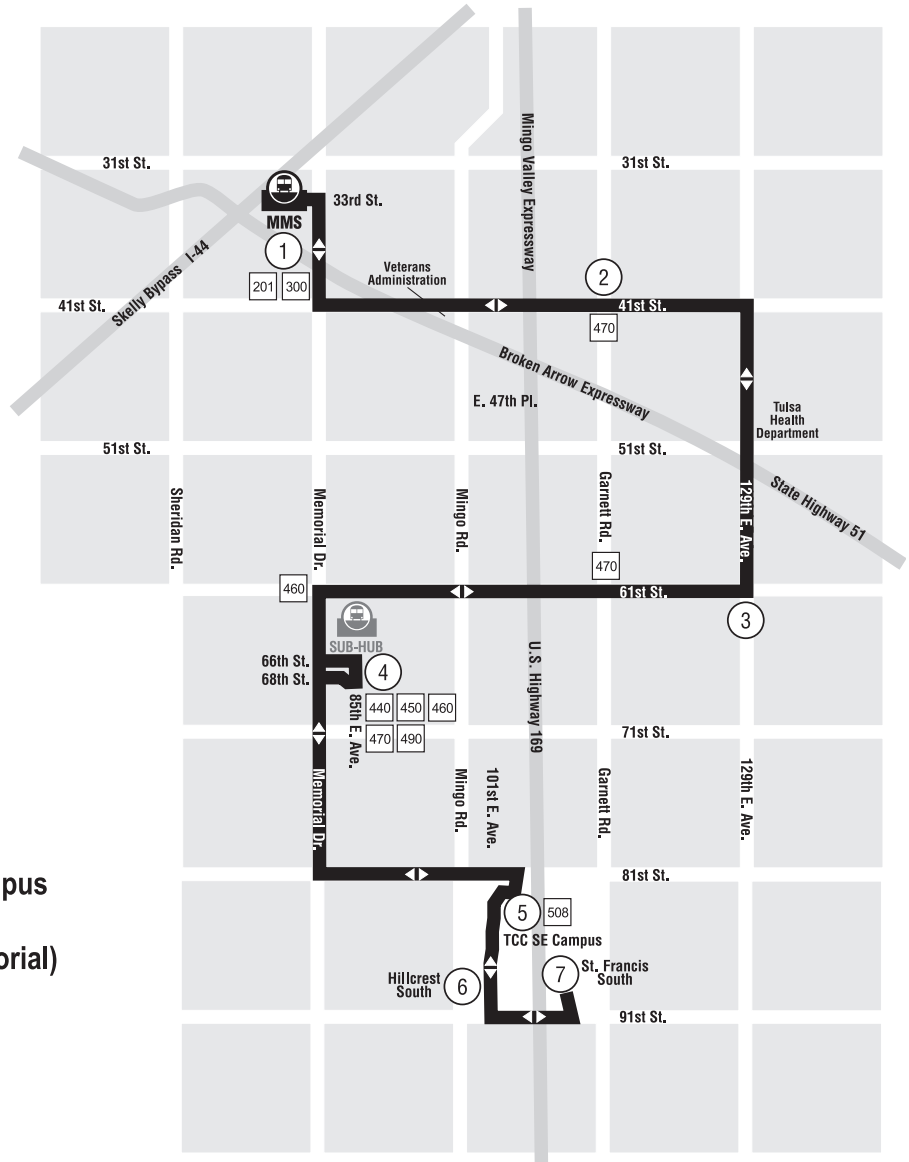 31st St.
31st St.
Mingo Valley Expressway
33rd St.
MMS
1
Skelly Bypass I-44
201 300
Veterans
Administration
2
41st St.
41st St.
470
Broken Arrow Expressway
E. 47th Pl.
Tulsa
Health
Department
51st St.
51st St.
State Highway 51
Sheridan Rd.
Memorial Dr.
Mingo Rd.
Garnett Rd.
129th E. Ave.
470
460
61st St.
3
SUB-HUB
U.S. Highway 169
66th St.
68th St.
4
85th E. Ave.
440 450 460
470 490
71st St.
Memorial Dr.
Mingo Rd.
101st E. Ave.
Garnett Rd.
129th E. Ave.
81st St.
pus
5
508
TCC SE Campus
orial)
Hillcrest
South
6
7
St. Francis
South
91st St.